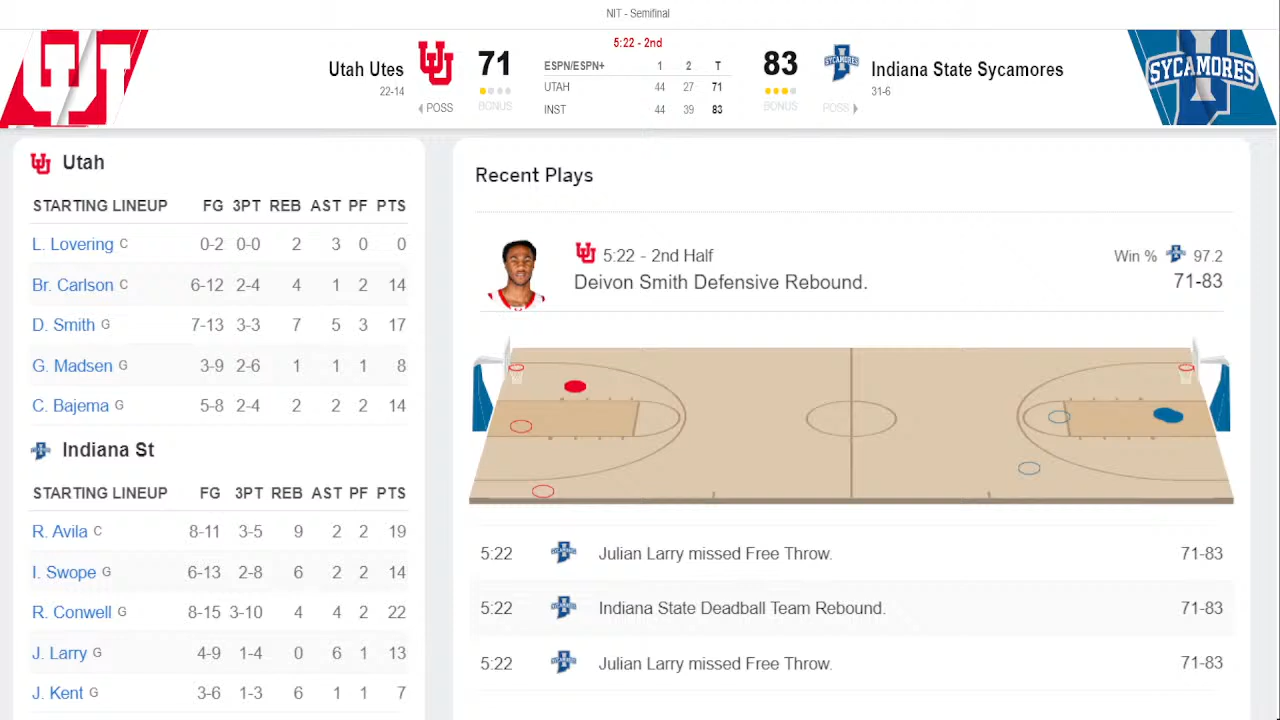 NIT - Semifinal
Utah Utes
22-14
POSS
71
BONUS
5:22 - 2nd
ESPN/ESPN+ 1 2 T
UTAH 44 27 71
INST 44 39 83
83
BONUS
SYCAMORES
POSS
Indiana State Sycamores
31-6
SYCAMORES
Utah
STARTING LINEUP FG 3PT REB AST PF PTS
L. Lovering C 0-2 0-0 2 3 0 0
Br. Carlson C 6-12 2-4 4 1 2 14
D. Smith G 7-13 3-3 7 5 3 17
G. Madsen G 3-9 2-6 1 1 1 8
C. Bajema G 5-8 2-4 2 2 2 14
Indiana St
STARTING LINEUP FG 3PT REB AST PF PTS
R. Avila C 8-11 3-5 9 2 2 19
I. Swope G 6-13 2-8 6 2 2 14
R. Conwell G 8-15 3-10 4 4 2 22
J. Larry G 4-9 1-4 0 6 1 13
J. Kent G 3-6 1-3 6 1 1 7
Recent Plays
5:22 - 2nd Half
Deivon Smith Defensive Rebound.
Win % 97.2
71-83
5:22 Julian Larry missed Free Throw. 71-83
5:22 Indiana State Deadball Team Rebound. 71-83
5:22 Julian Larry missed Free Throw. 71-83